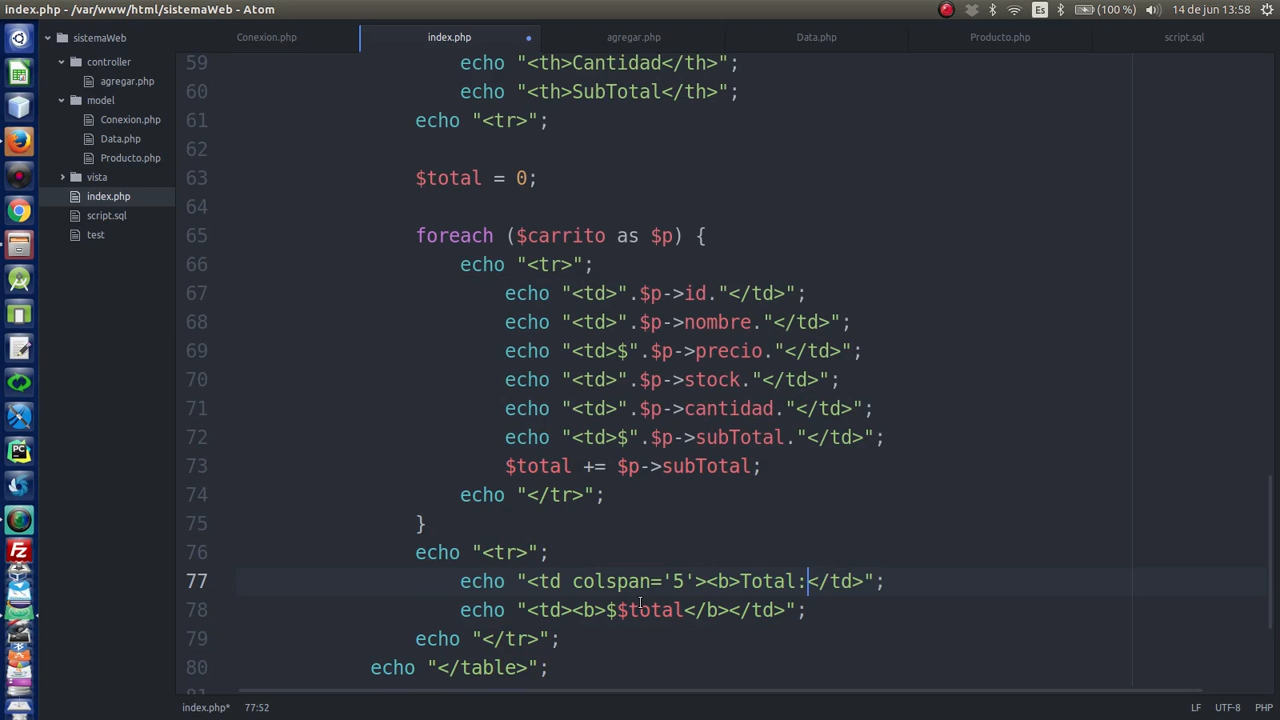 index.php - /var/www/html/sistemaWeb - Atom
Es
(100 %)
14 de jun 13:58
sistemaWeb
controller
agregar.php
model
Conexion.php
Data.php
Producto.php
vista
index.php
script.sql
test
Conexion.php
index.php
agregar.php
Data.php
Producto.php
script.sql
59 echo "<th>Cantidad</th>";
60 echo "<th>SubTotal</th>";
61 echo "<tr>";
62
63 $total = 0;
64
65 foreach ($carrito as $p) {
66 echo "<tr>";
67 echo "<td>".$p->id."</td>";
68 echo "<td>".$p->nombre."</td>";
69 echo "<td>$".$p->precio."</td>";
70 echo "<td>".$p->stock."</td>";
71 echo "<td>".$p->cantidad."</td>";
72 echo "<td>$".$p->subTotal."</td>";
73 $total += $p->subTotal;
74 echo "</tr>";
75 }
76 echo "<tr>";
77 echo "<td colspan='5'><b>Total:</td>";
78 echo "<td><b>$$total</b></td>";
79 echo "</tr>";
80 echo "</table>";
81
index.php*
77:52
LF
UTF-8
PHP
PC
Fz